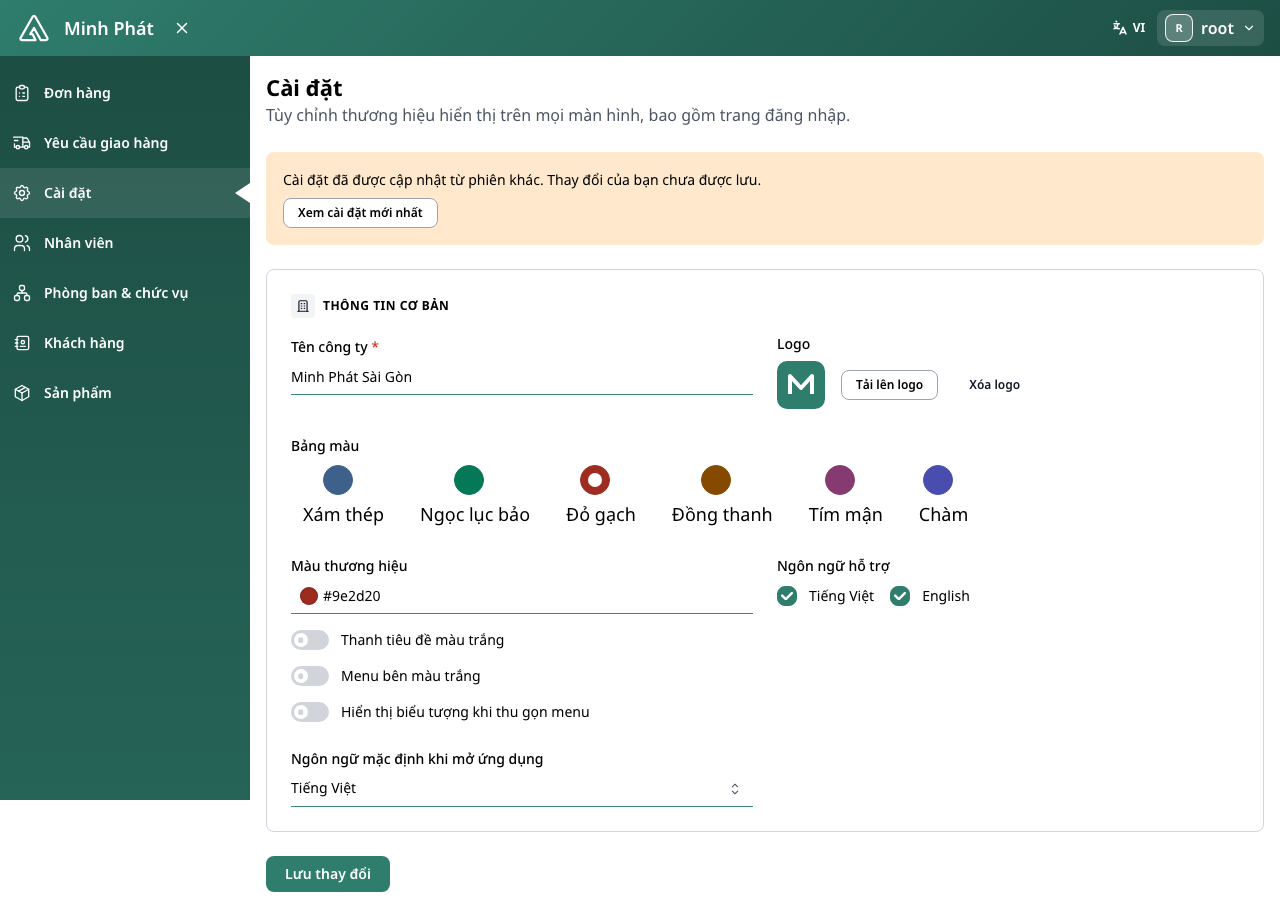 Minh Phát
VI
R
root
Đơn hàng
Yêu cầu giao hàng
Cài đặt
Nhân viên
Phòng ban & chức vụ
Khách hàng
Sản phẩm
Cài đặt
Tùy chỉnh thương hiệu hiển thị trên mọi màn hình, bao gồm trang đăng nhập.
Cài đặt đã được cập nhật từ phiên khác. Thay đổi của bạn chưa được lưu.
Xem cài đặt mới nhất
THÔNG TIN CƠ BẢN
Tên công ty *
Minh Phát Sài Gòn
Logo
M
Tải lên logo
Xóa logo
Bảng màu
Xám thép
Ngọc lục bảo
Đỏ gạch
Đồng thanh
Tím mận
Chàm
Màu thương hiệu
#9e2d20
Ngôn ngữ hỗ trợ
Tiếng Việt
English
Thanh tiêu đề màu trắng
Menu bên màu trắng
Hiển thị biểu tượng khi thu gọn menu
Ngôn ngữ mặc định khi mở ứng dụng
Tiếng Việt
Lưu thay đổi